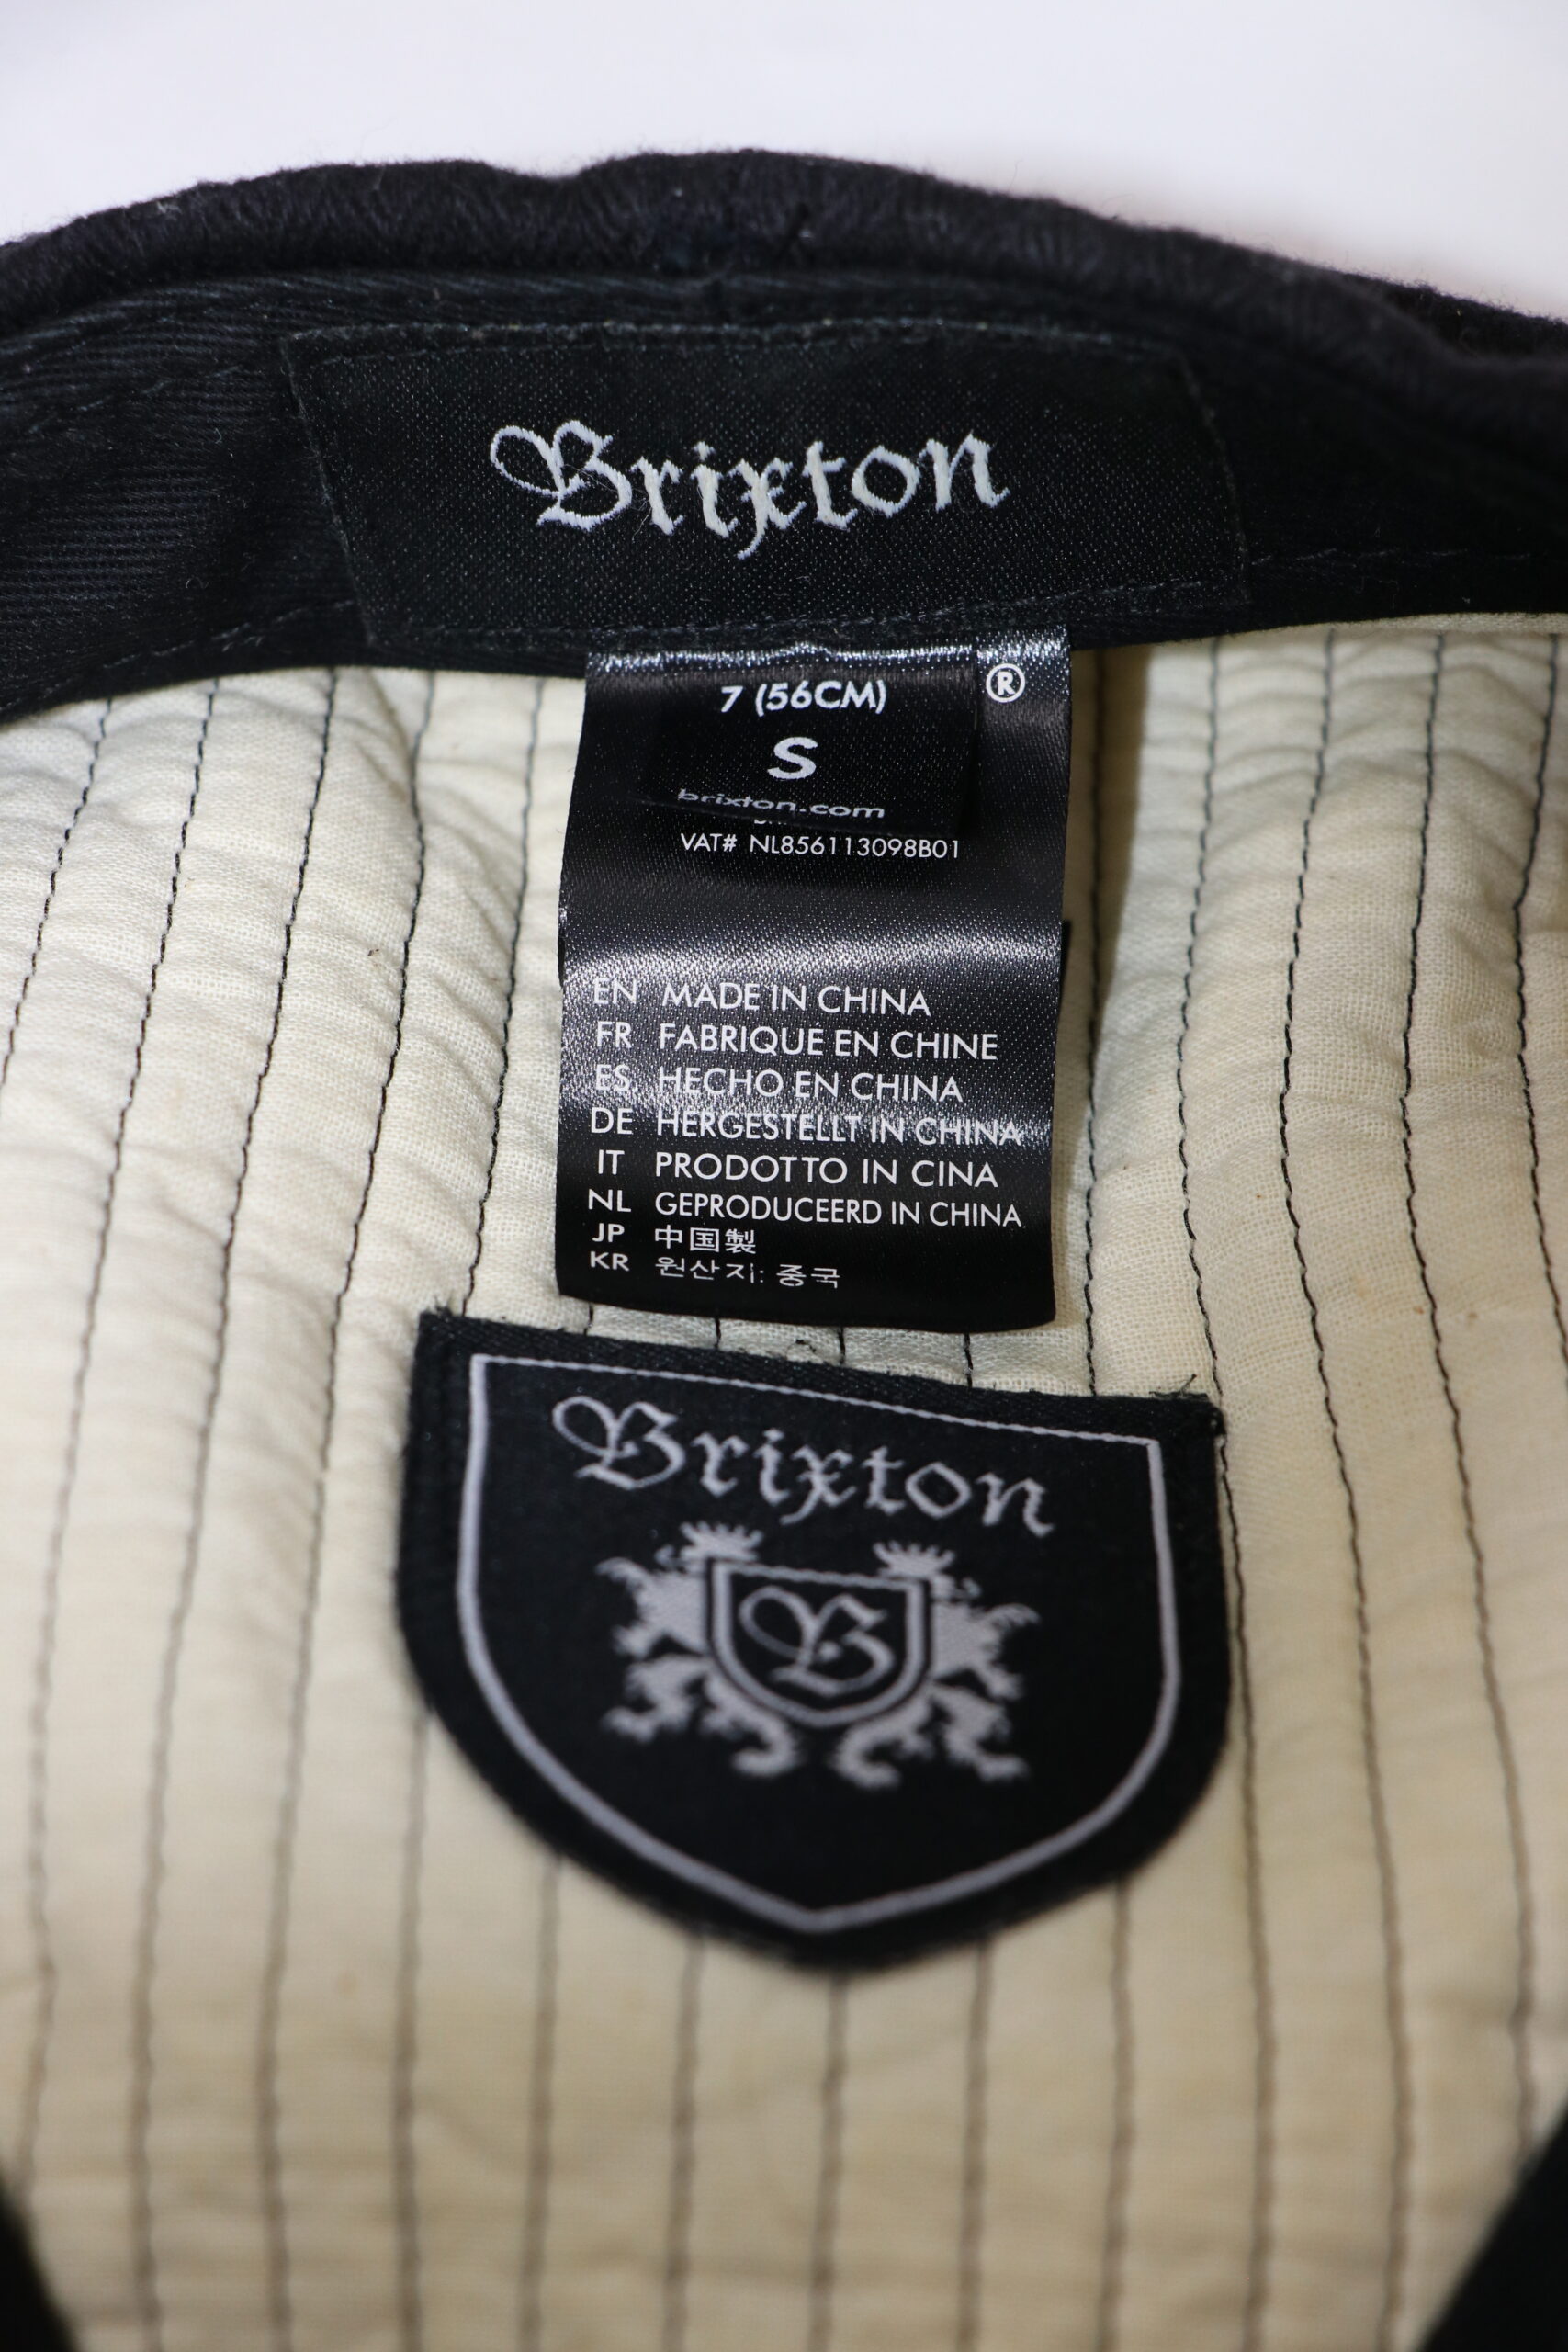 Brixton
7 (56CM) ®
S
brixton.com
VAT# NL856113098B01
EN MADE IN CHINA
FR FABRIQUE EN CHINE
ES HECHO EN CHINA
DE HERGESTELLT IN CHINA
IT PRODOTTO IN CINA
NL GEPRODUCEERD IN CHINA
JP 中国製
KR 원산지: 중국
Brixton
B